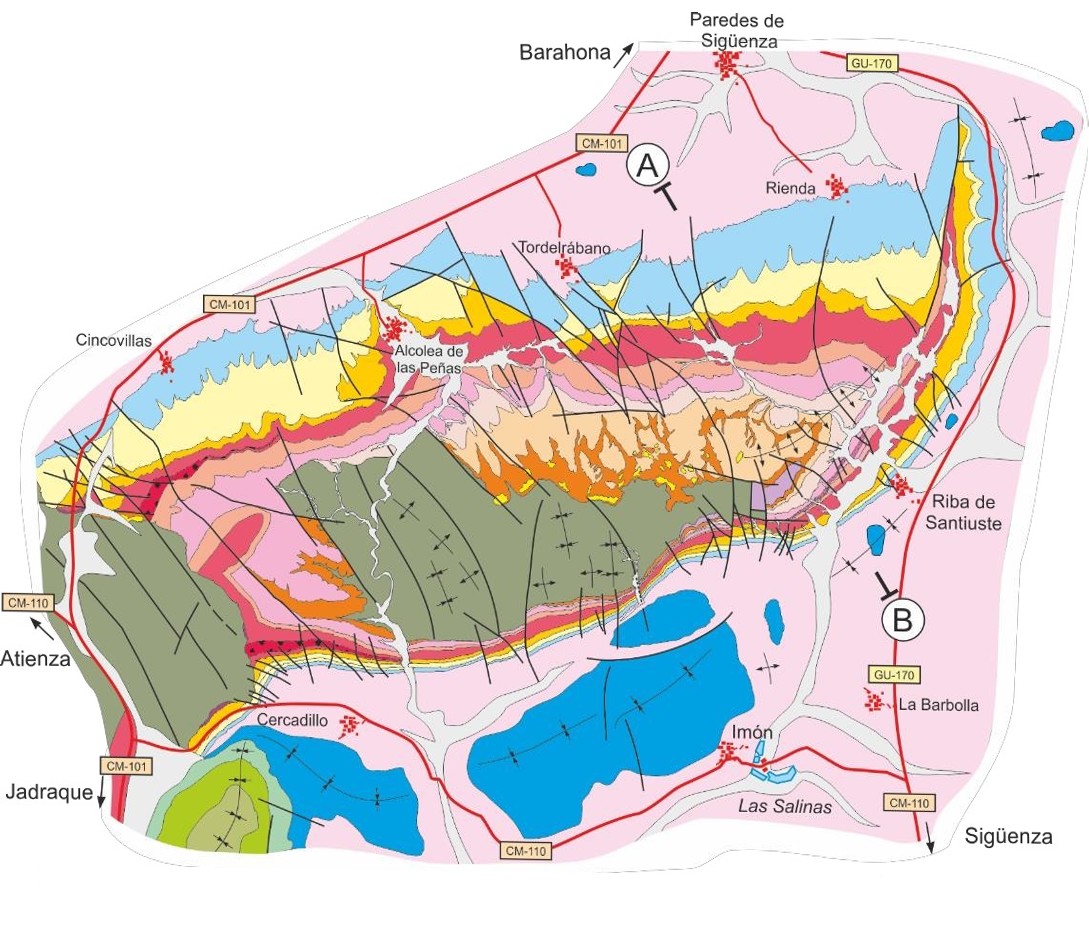 Paredes de
Sigüenza
Barahona
GU-170
CM-101
A
Rienda
Tordelrábano
CM-101
Cincovillas
Alcolea de
las Peñas
Riba de
Santiuste
CM-110
B
Atienza
GU-170
La Barbolla
Cercadillo
Imón
CM-101
Jadraque
Las Salinas
CM-110
Sigüenza
CM-110